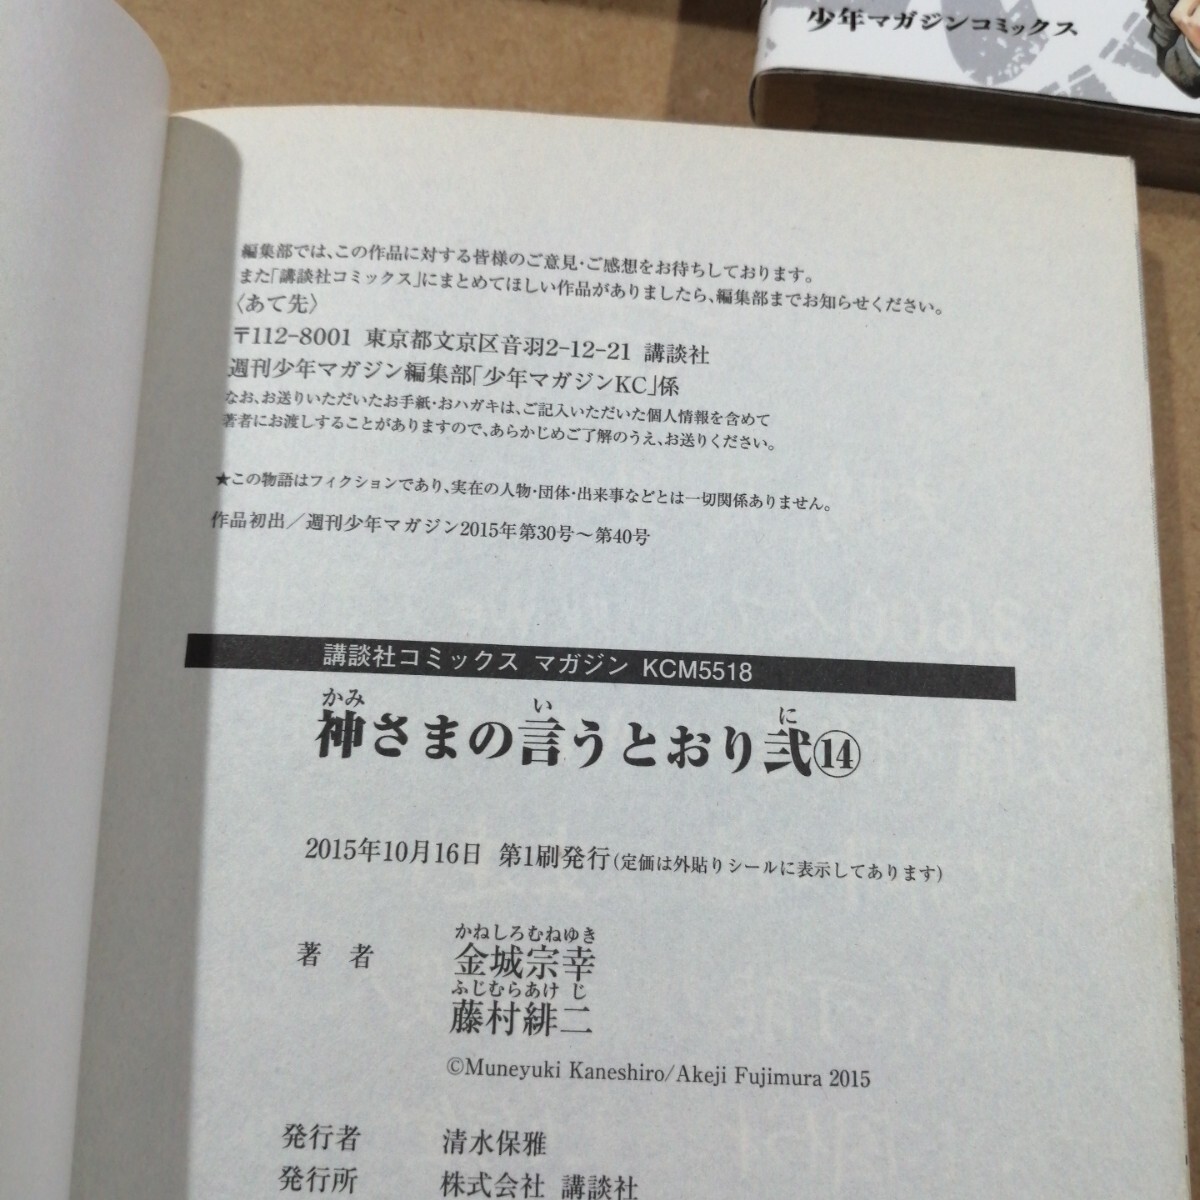 少年マガジンコミックス
編集部では、この作品に対する皆様のご意見・ご感想をお待ちしております。
また「講談社コミックス」にまとめてほしい作品がありましたら、編集部までお知らせください。
〈あて先〉
〒112-8001 東京都文京区音羽2-12-21 講談社
週刊少年マガジン編集部「少年マガジンKC」係
なお、お送りいただいたお手紙・おハガキは、ご記入いただいた個人情報を含めて
著者にお渡しすることがありますので、あらかじめご了解のうえ、お送りください。
★この物語はフィクションであり、実在の人物・団体・出来事などとは一切関係ありません。
作品初出／週刊少年マガジン2015年第30号〜第40号
講談社コミックス マガジン KCM5518
かみ い に
神さまの言うとおり弐⑭
2015年10月16日 第1刷発行(定価は外貼りシールに表示してあります)
かねしろむねゆき
著 者 金城宗幸
ふじむらあけ じ
藤村緋二
©Muneyuki Kaneshiro/Akeji Fujimura 2015
発行者 清水保雅
発行所 株式会社 講談社